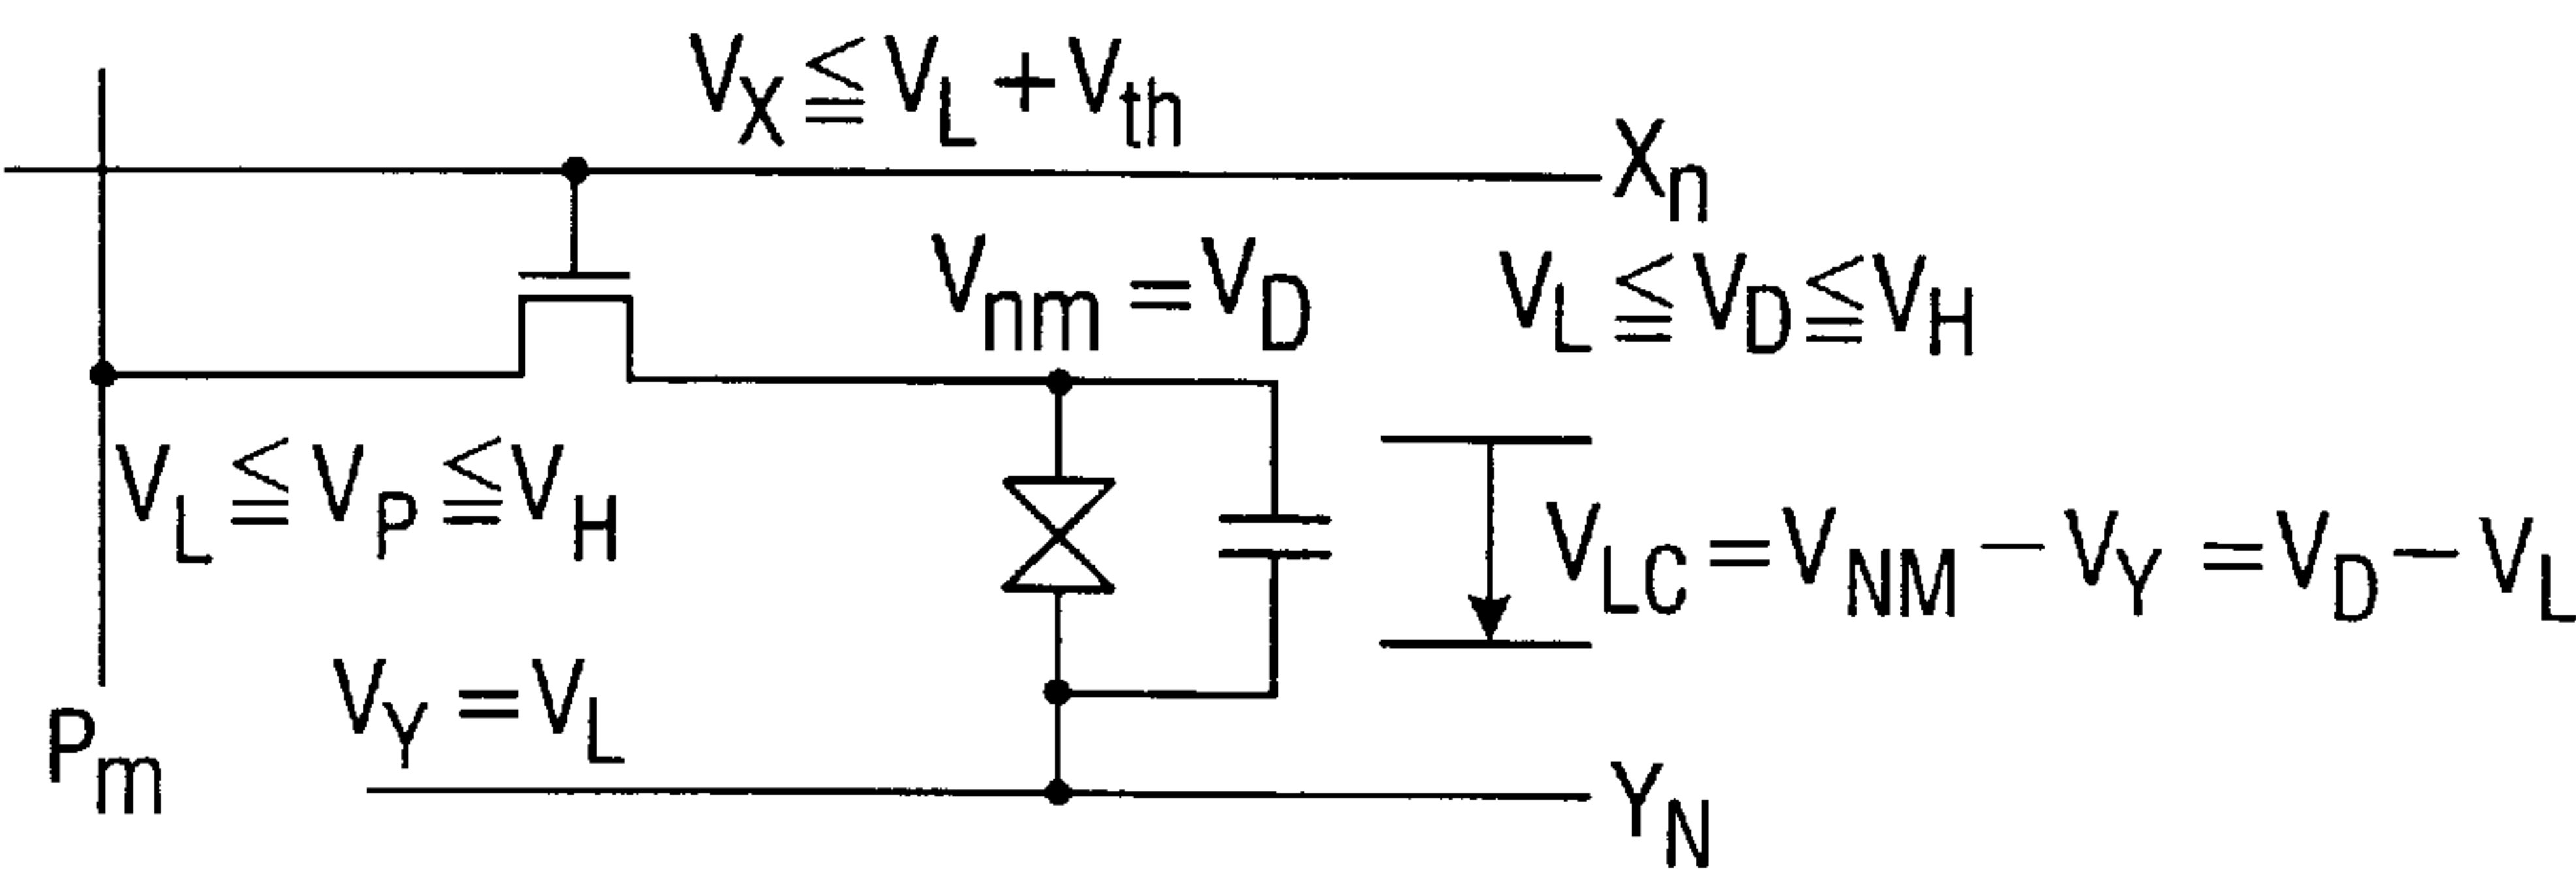 V_X ≦ V_L + V_th
X_n
V_nm = V_D
V_L ≦ V_D ≦ V_H
V_L ≦ V_P ≦ V_H
V_LC = V_NM − V_Y = V_D − V_L
V_Y = V_L
P_m
Y_N